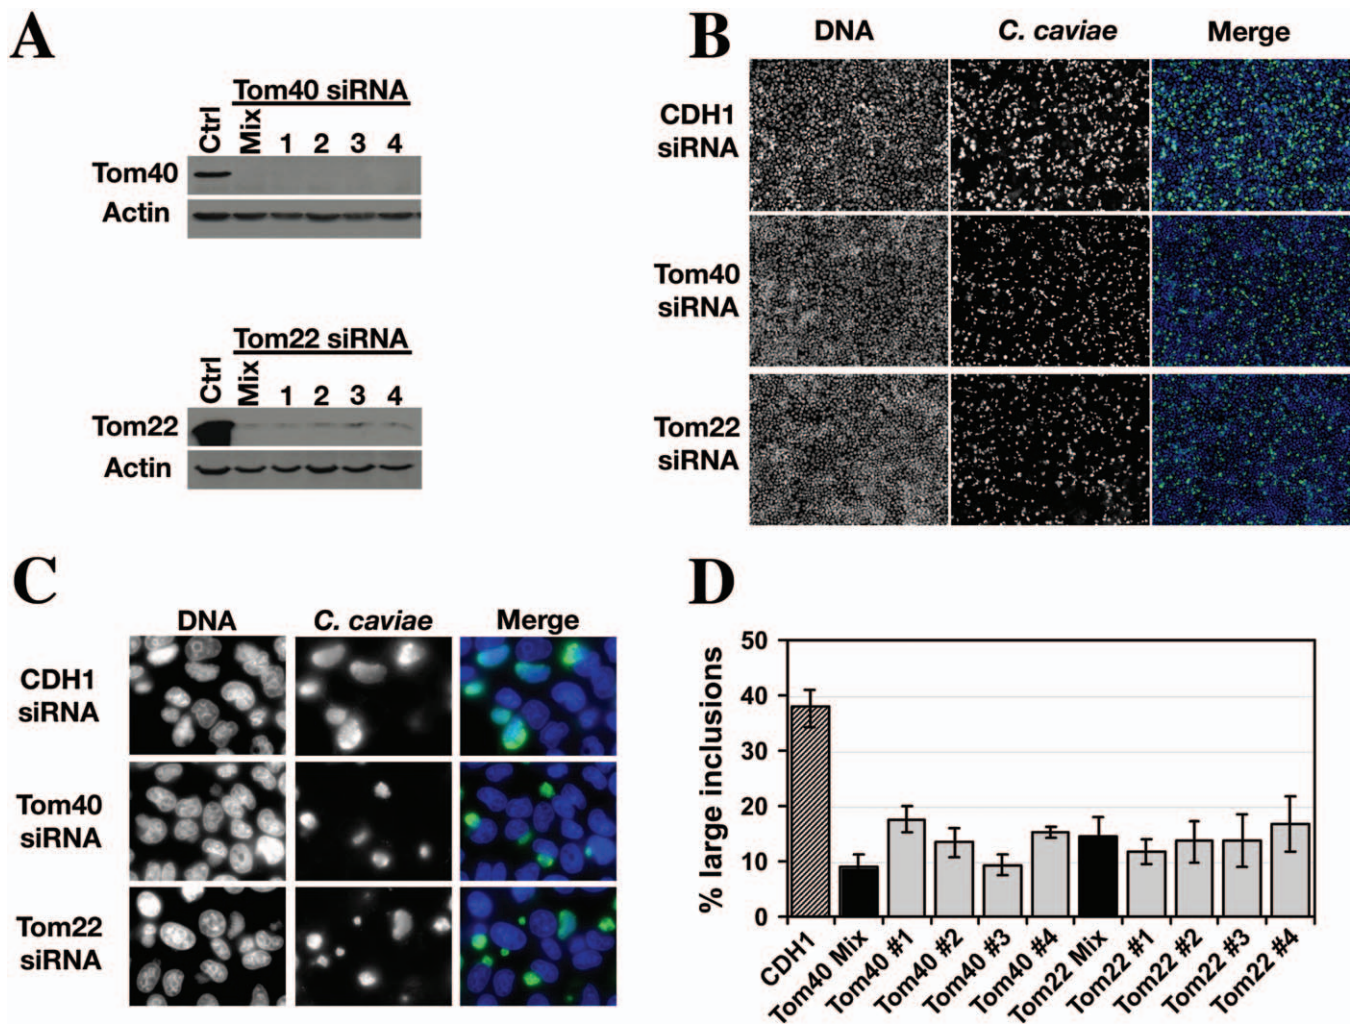 A
Tom40 siRNA
Ctrl Mix 1 2 3 4
Tom40
Actin
Tom22 siRNA
Ctrl Mix 1 2 3 4
Tom22
Actin
B
DNA C. caviae Merge
CDH1
siRNA
Tom40
siRNA
Tom22
siRNA
C
DNA C. caviae Merge
CDH1
siRNA
Tom40
siRNA
Tom22
siRNA
D
% large inclusions
50
40
30
20
10
0
CDH1 Tom40 Mix Tom40 #1 Tom40 #2 Tom40 #3 Tom40 #4 Tom22 Mix Tom22 #1 Tom22 #2 Tom22 #3 Tom22 #4